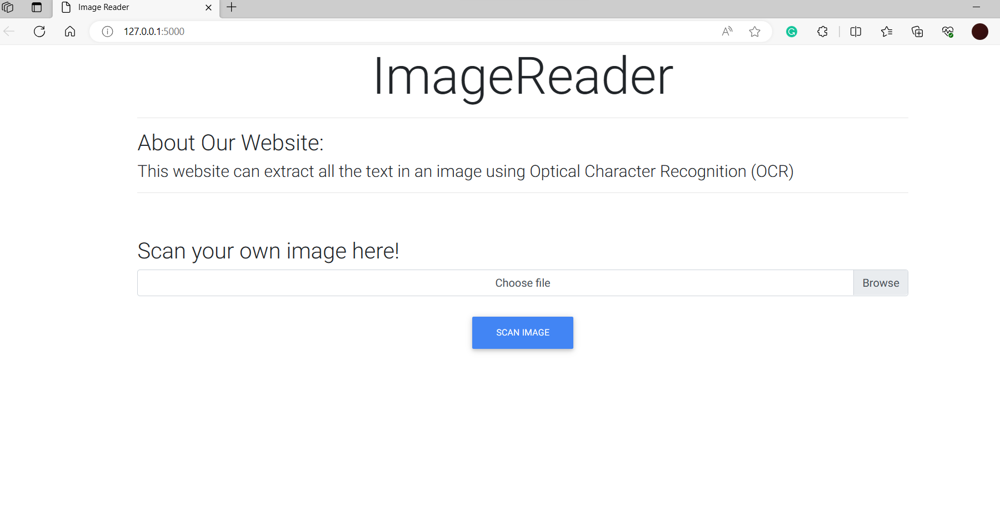 Image Reader
127.0.0.1:5000
ImageReader
About Our Website:
This website can extract all the text in an image using Optical Character Recognition (OCR)
Scan your own image here!
Choose file
Browse
SCAN IMAGE